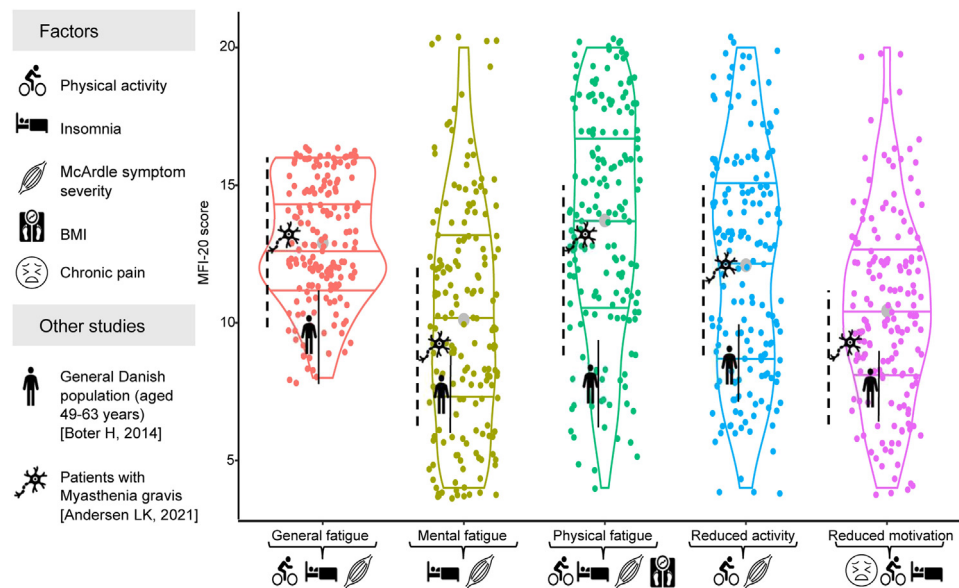 Factors
Physical activity
Insomnia
McArdle symptom
severity
BMI
Chronic pain
Other studies
General Danish
population (aged
49-63 years)
[Boter H, 2014]
Patients with
Myasthenia gravis
[Andersen LK, 2021]
MFI-20 score
20
15
10
5
General fatigue
Mental fatigue
Physical fatigue
Reduced activity
Reduced motivation